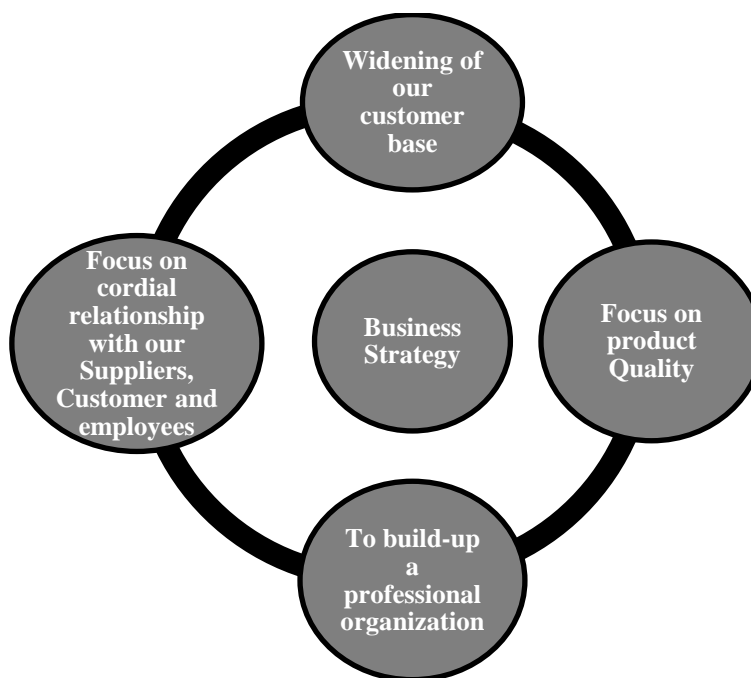 Widening of
our
customer
base
Focus on
cordial
relationship
with our
Suppliers,
Customer and
employees
Business
Strategy
Focus on
product
Quality
To build-up
a
professional
organization